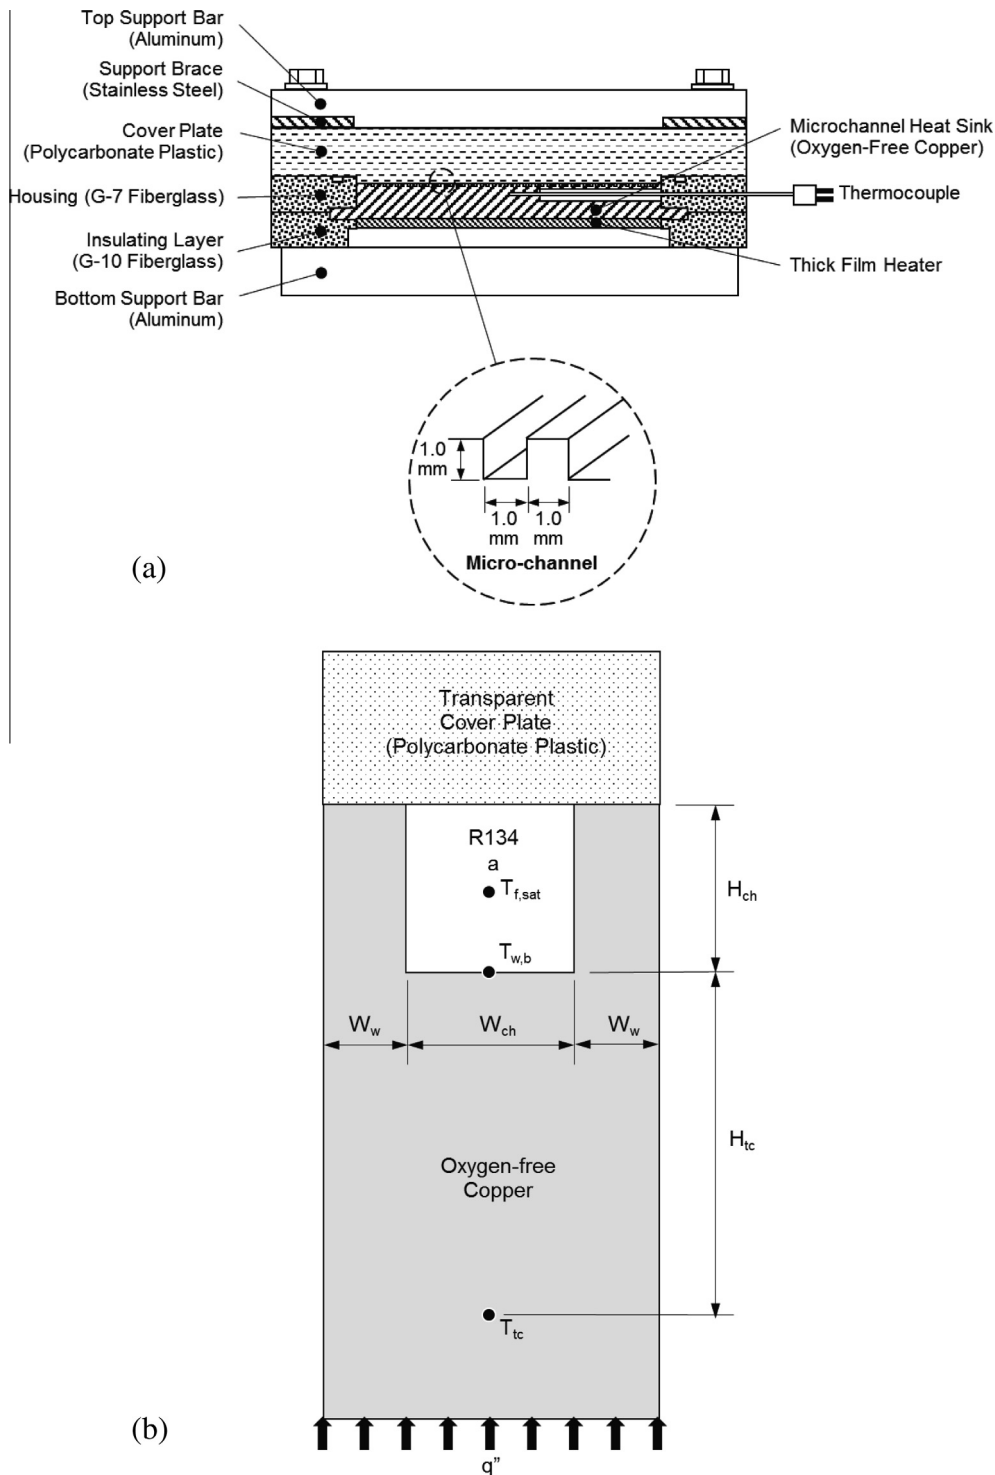 Top Support Bar
(Aluminum)
Support Brace
(Stainless Steel)
Cover Plate
(Polycarbonate Plastic)
Housing (G-7 Fiberglass)
Insulating Layer
(G-10 Fiberglass)
Bottom Support Bar
(Aluminum)
Microchannel Heat Sink
(Oxygen-Free Copper)
Thermocouple
Thick Film Heater
1.0
mm
1.0
mm
1.0
mm
Micro-channel
(a)
Transparent
Cover Plate
(Polycarbonate Plastic)
R134
a
Tf,sat
Hch
Tw,b
Ww
Wch
Ww
Htc
Oxygen-free
Copper
Ttc
(b)
q"